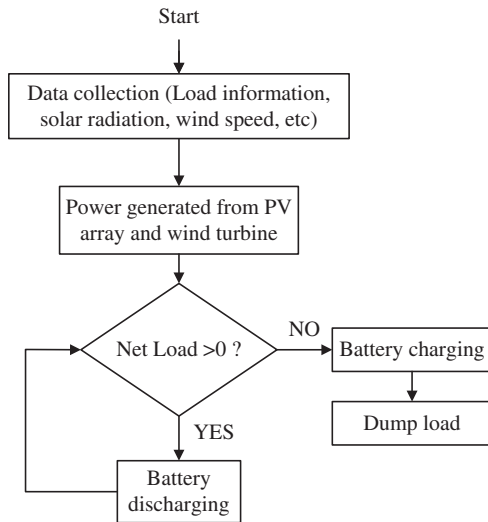 Start
Data collection (Load information,
solar radiation, wind speed, etc)
Power generated from PV
array and wind turbine
Net Load >0 ?
NO
Battery charging
Dump load
YES
Battery
discharging